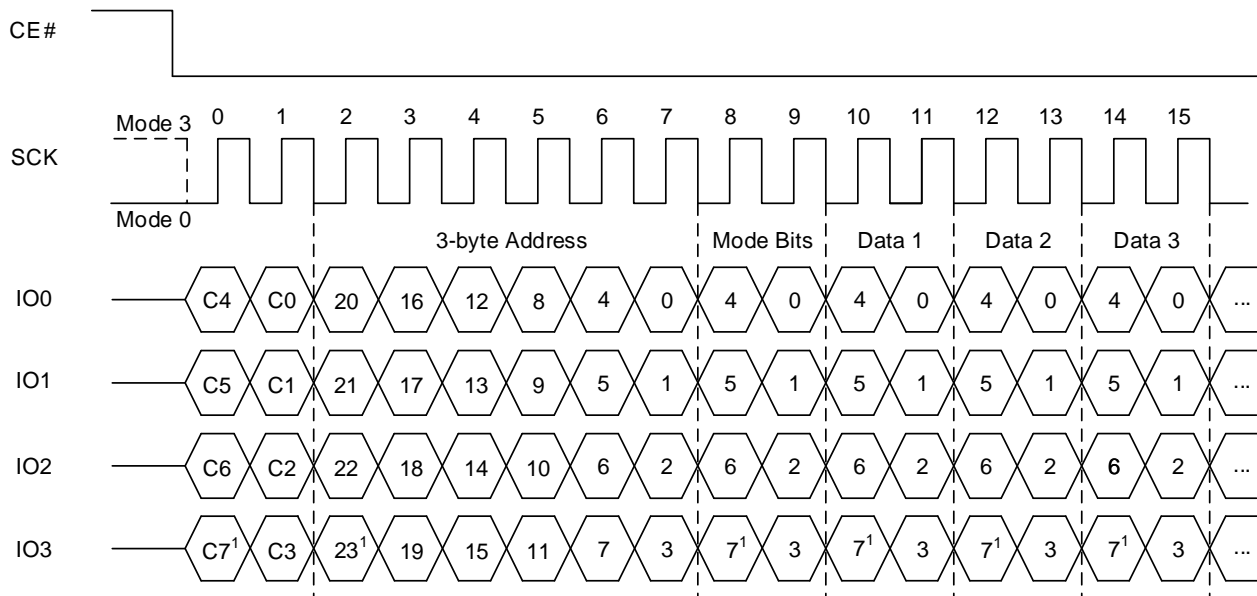 CE#
Mode 3
0 1 2 3 4 5 6 7 8 9 10 11 12 13 14 15
SCK
Mode 0
3-byte Address Mode Bits Data 1 Data 2 Data 3
IO0 C4 C0 20 16 12 8 4 0 4 0 4 0 4 0 4 0 ...
IO1 C5 C1 21 17 13 9 5 1 5 1 5 1 5 1 5 1 ...
IO2 C6 C2 22 18 14 10 6 2 6 2 6 2 6 2 6 2 ...
IO3 C7¹ C3 23¹ 19 15 11 7 3 7¹ 3 7¹ 3 7¹ 3 7¹ 3 ...